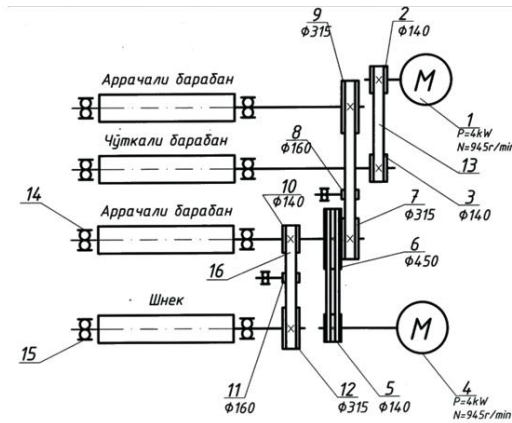 9
Ф315
2
Ф140
М
Аррачали барабан
1
P=4kW
N=945r/min
8
Ф160
Чўткали барабан
13
14
10
Ф140
7
Ф315
3
Ф140
Аррачали барабан
6
Ф450
16
Шнек
М
15
11
Ф160
12
Ф315
5
Ф140
4
P=4kW
N=945r/min